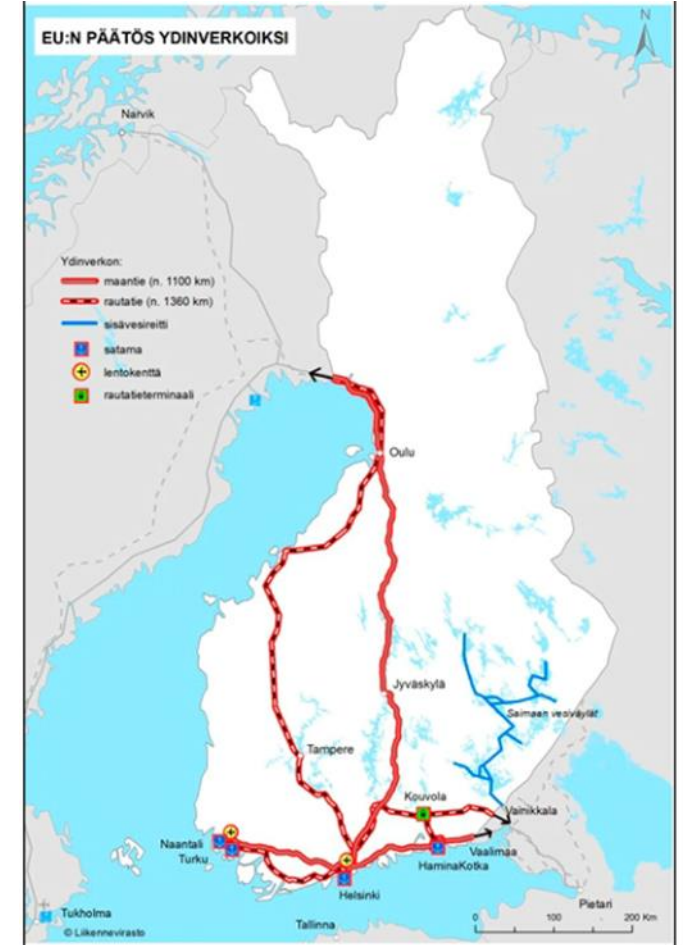 EU:N PÄÄTÖS YDINVERKOIKSI
N
Narvik
Ydinverkon:
maantie (n. 1100 km)
rautatie (n. 1360 km)
sisävesireitti
satama
lentokenttä
rautatieterminaali
Oulu
Jyväskylä
Saimaan vesiväylät
Tampere
Kouvola
Vainikkala
Naantali
Turku
Vaalimaa
HaminaKotka
Helsinki
Pietari
Tukholma
Tallinna
0 100 200 Km
© Liikennevirasto